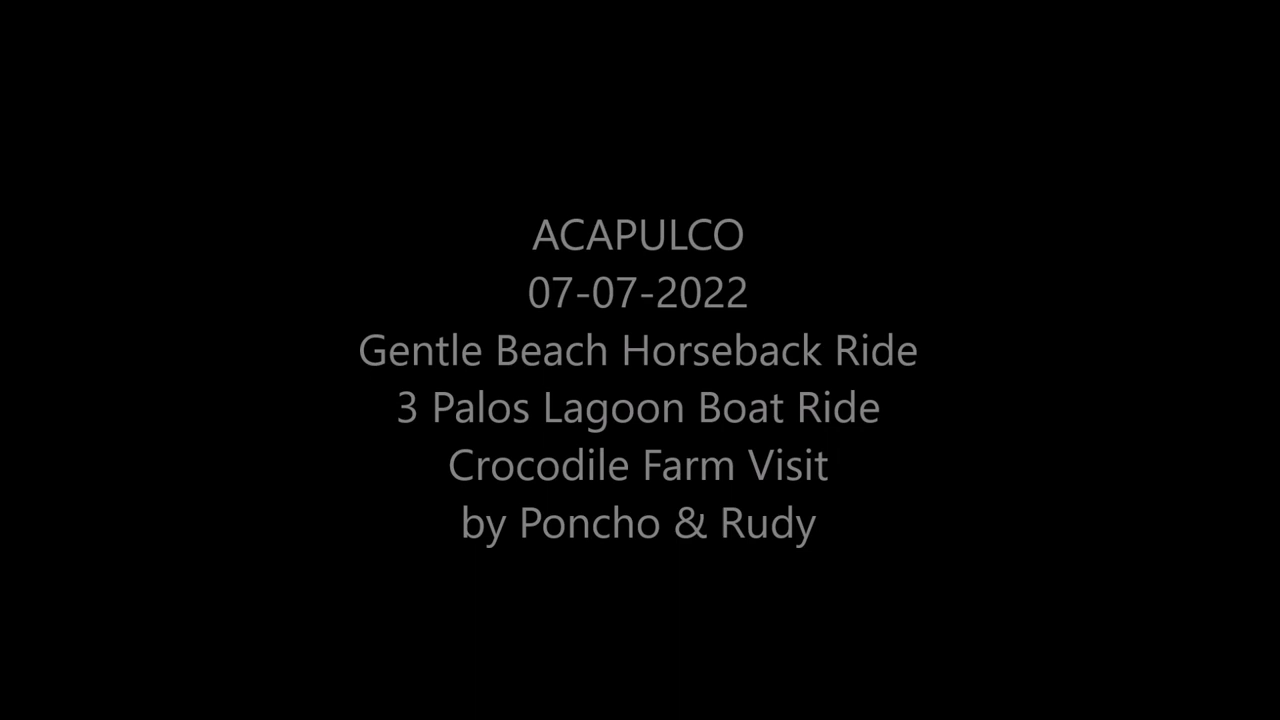 ACAPULCO
07-07-2022
Gentle Beach Horseback Ride
3 Palos Lagoon Boat Ride
Crocodile Farm Visit
by Poncho & Rudy